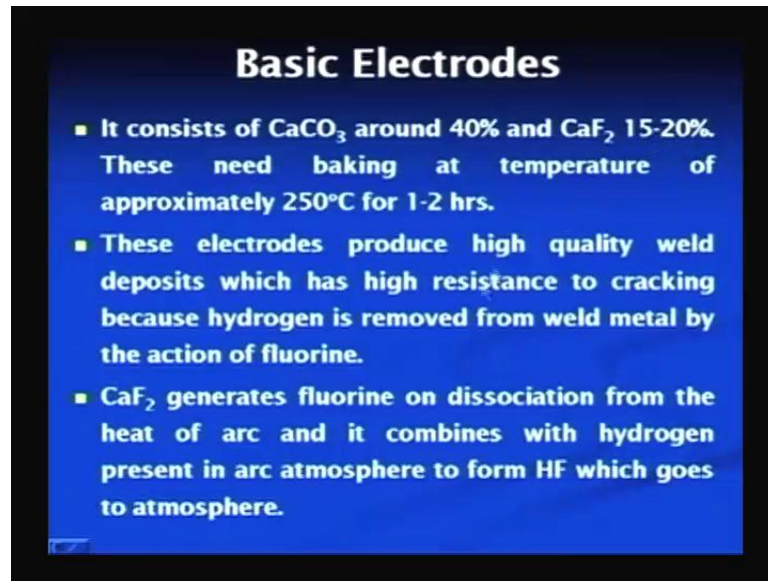 Basic Electrodes
It consists of CaCO₃ around 40% and CaF₂ 15-20%.
These need baking at temperature of
approximately 250ºC for 1-2 hrs.
These electrodes produce high quality weld
deposits which has high resistance to cracking
because hydrogen is removed from weld metal by
the action of fluorine.
CaF₂ generates fluorine on dissociation from the
heat of arc and it combines with hydrogen
present in arc atmosphere to form HF which goes
to atmosphere.